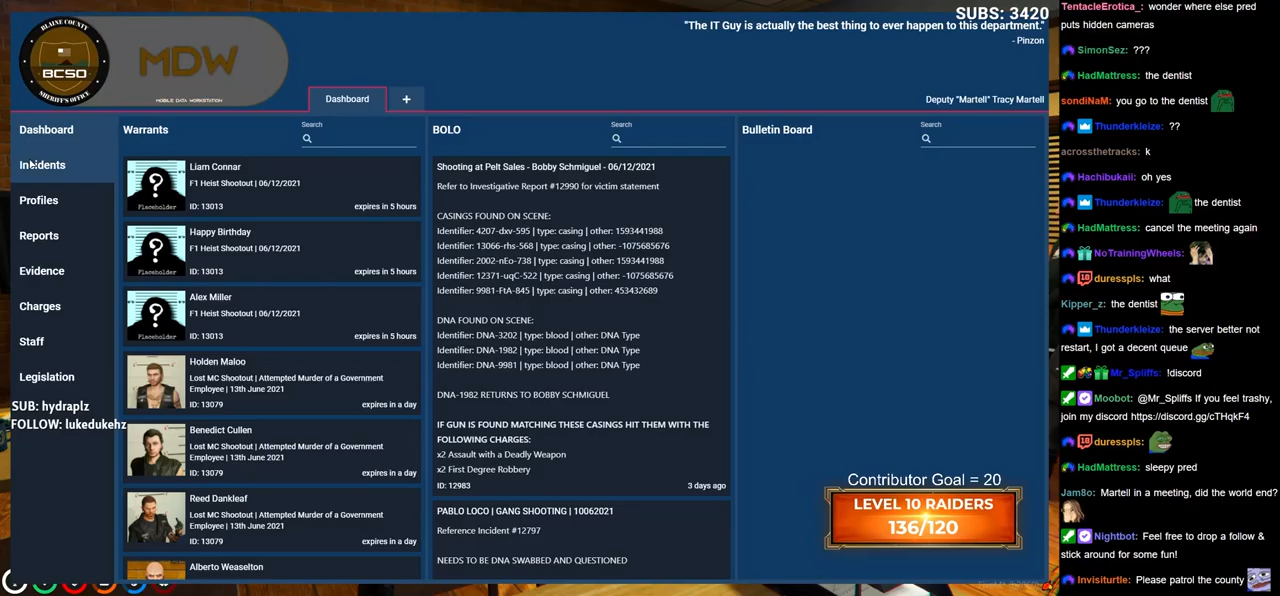 SUBS: 3420
"The IT Guy is actually the best thing to ever happen to this department."
- Pinzon
BLAINE COUNTY
BCSO
SHERIFF'S OFFICE
MDW
MOBILE DATA WORKSTATION
Dashboard
+
Deputy "Martell" Tracy Martell
Dashboard
Incidents
Profiles
Reports
Evidence
Charges
Staff
Legislation
SUB: hydraplz
FOLLOW: lukedukehz
Warrants
Search
Liam Connar
F1 Heist Shootout | 06/12/2021
ID: 13013
expires in 5 hours
Placeholder
Happy Birthday
F1 Heist Shootout | 06/12/2021
ID: 13013
expires in 5 hours
Placeholder
Alex Miller
F1 Heist Shootout | 06/12/2021
ID: 13013
expires in 5 hours
Placeholder
Holden Maloo
Lost MC Shootout | Attempted Murder of a Government
Employee | 13th June 2021
ID: 13079
expires in a day
Benedict Cullen
Lost MC Shootout | Attempted Murder of a Government
Employee | 13th June 2021
ID: 13079
expires in a day
Reed Dankleaf
Lost MC Shootout | Attempted Murder of a Government
Employee | 13th June 2021
ID: 13079
expires in a day
Alberto Weaselton
BOLO
Search
Shooting at Pelt Sales - Bobby Schmiguel - 06/12/2021
Refer to Investigative Report #12990 for victim statement
CASINGS FOUND ON SCENE:
Identifier: 4207-dxv-595 | type: casing | other: 1593441988
Identifier: 13066-rhs-568 | type: casing | other: -1075685676
Identifier: 2002-nEo-738 | type: casing | other: 1593441988
Identifier: 12371-uqC-522 | type: casing | other: -1075685676
Identifier: 9981-FtA-845 | type: casing | other: 453432689
DNA FOUND ON SCENE:
Identifier: DNA-3202 | type: blood | other: DNA Type
Identifier: DNA-1982 | type: blood | other: DNA Type
Identifier: DNA-9981 | type: blood | other: DNA Type
DNA-1982 RETURNS TO BOBBY SCHMIGUEL
IF GUN IS FOUND MATCHING THESE CASINGS HIT THEM WITH THE
FOLLOWING CHARGES:
x2 Assault with a Deadly Weapon
x2 First Degree Robbery
ID: 12983
3 days ago
PABLO LOCO | GANG SHOOTING | 10062021
Reference Incident #12797
NEEDS TO BE DNA SWABBED AND QUESTIONED
Bulletin Board
Search
Contributor Goal = 20
LEVEL 10 RAIDERS
136/120
TentacleErotica_: wonder where else pred
puts hidden cameras
SimonSez: ???
HadMattress: the dentist
sondiNaM: you go to the dentist
Thunderkleize: ??
acrossthetracks: k
Hachibukaii: oh yes
Thunderkleize: the dentist
HadMattress: cancel the meeting again
NoTrainingWheels:
duresspls: what
Kipper_z: the dentist
Thunderkleize: the server better not
restart, I got a decent queue
Mr_Spliffs: !discord
Moobot: @Mr_Spliffs If you feel trashy,
join my discord https://discord.gg/cTHqkF4
duresspls:
HadMattress: sleepy pred
Jam8o: Martell in a meeting, did the world end?
Nightbot: Feel free to drop a follow &
stick around for some fun!
Invisiturtle: Please patrol the county